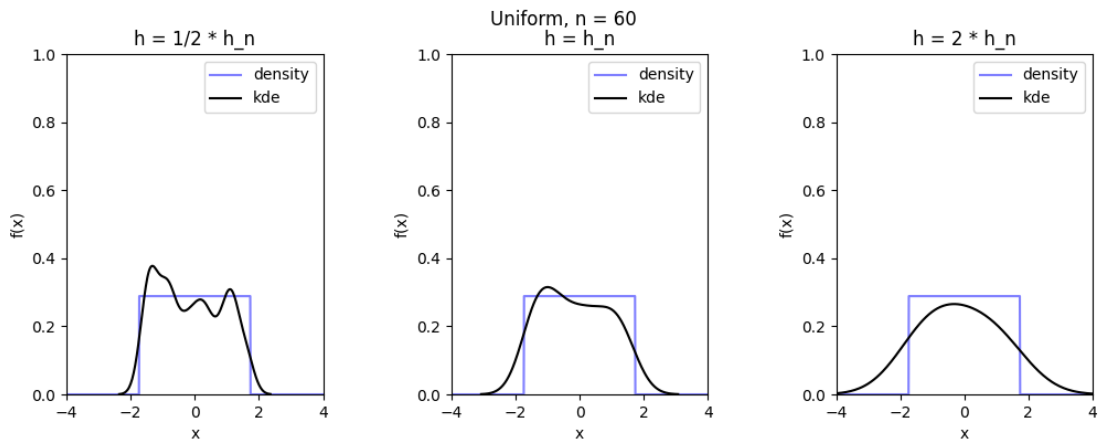 Uniform, n = 60
h = 1/2 * h_n
density
kde
f(x)
1.0
0.8
0.6
0.4
0.2
0.0
−4
−2
0
2
4
x
h = h_n
density
kde
f(x)
1.0
0.8
0.6
0.4
0.2
0.0
−4
−2
0
2
4
x
h = 2 * h_n
density
kde
f(x)
1.0
0.8
0.6
0.4
0.2
0.0
−4
−2
0
2
4
x